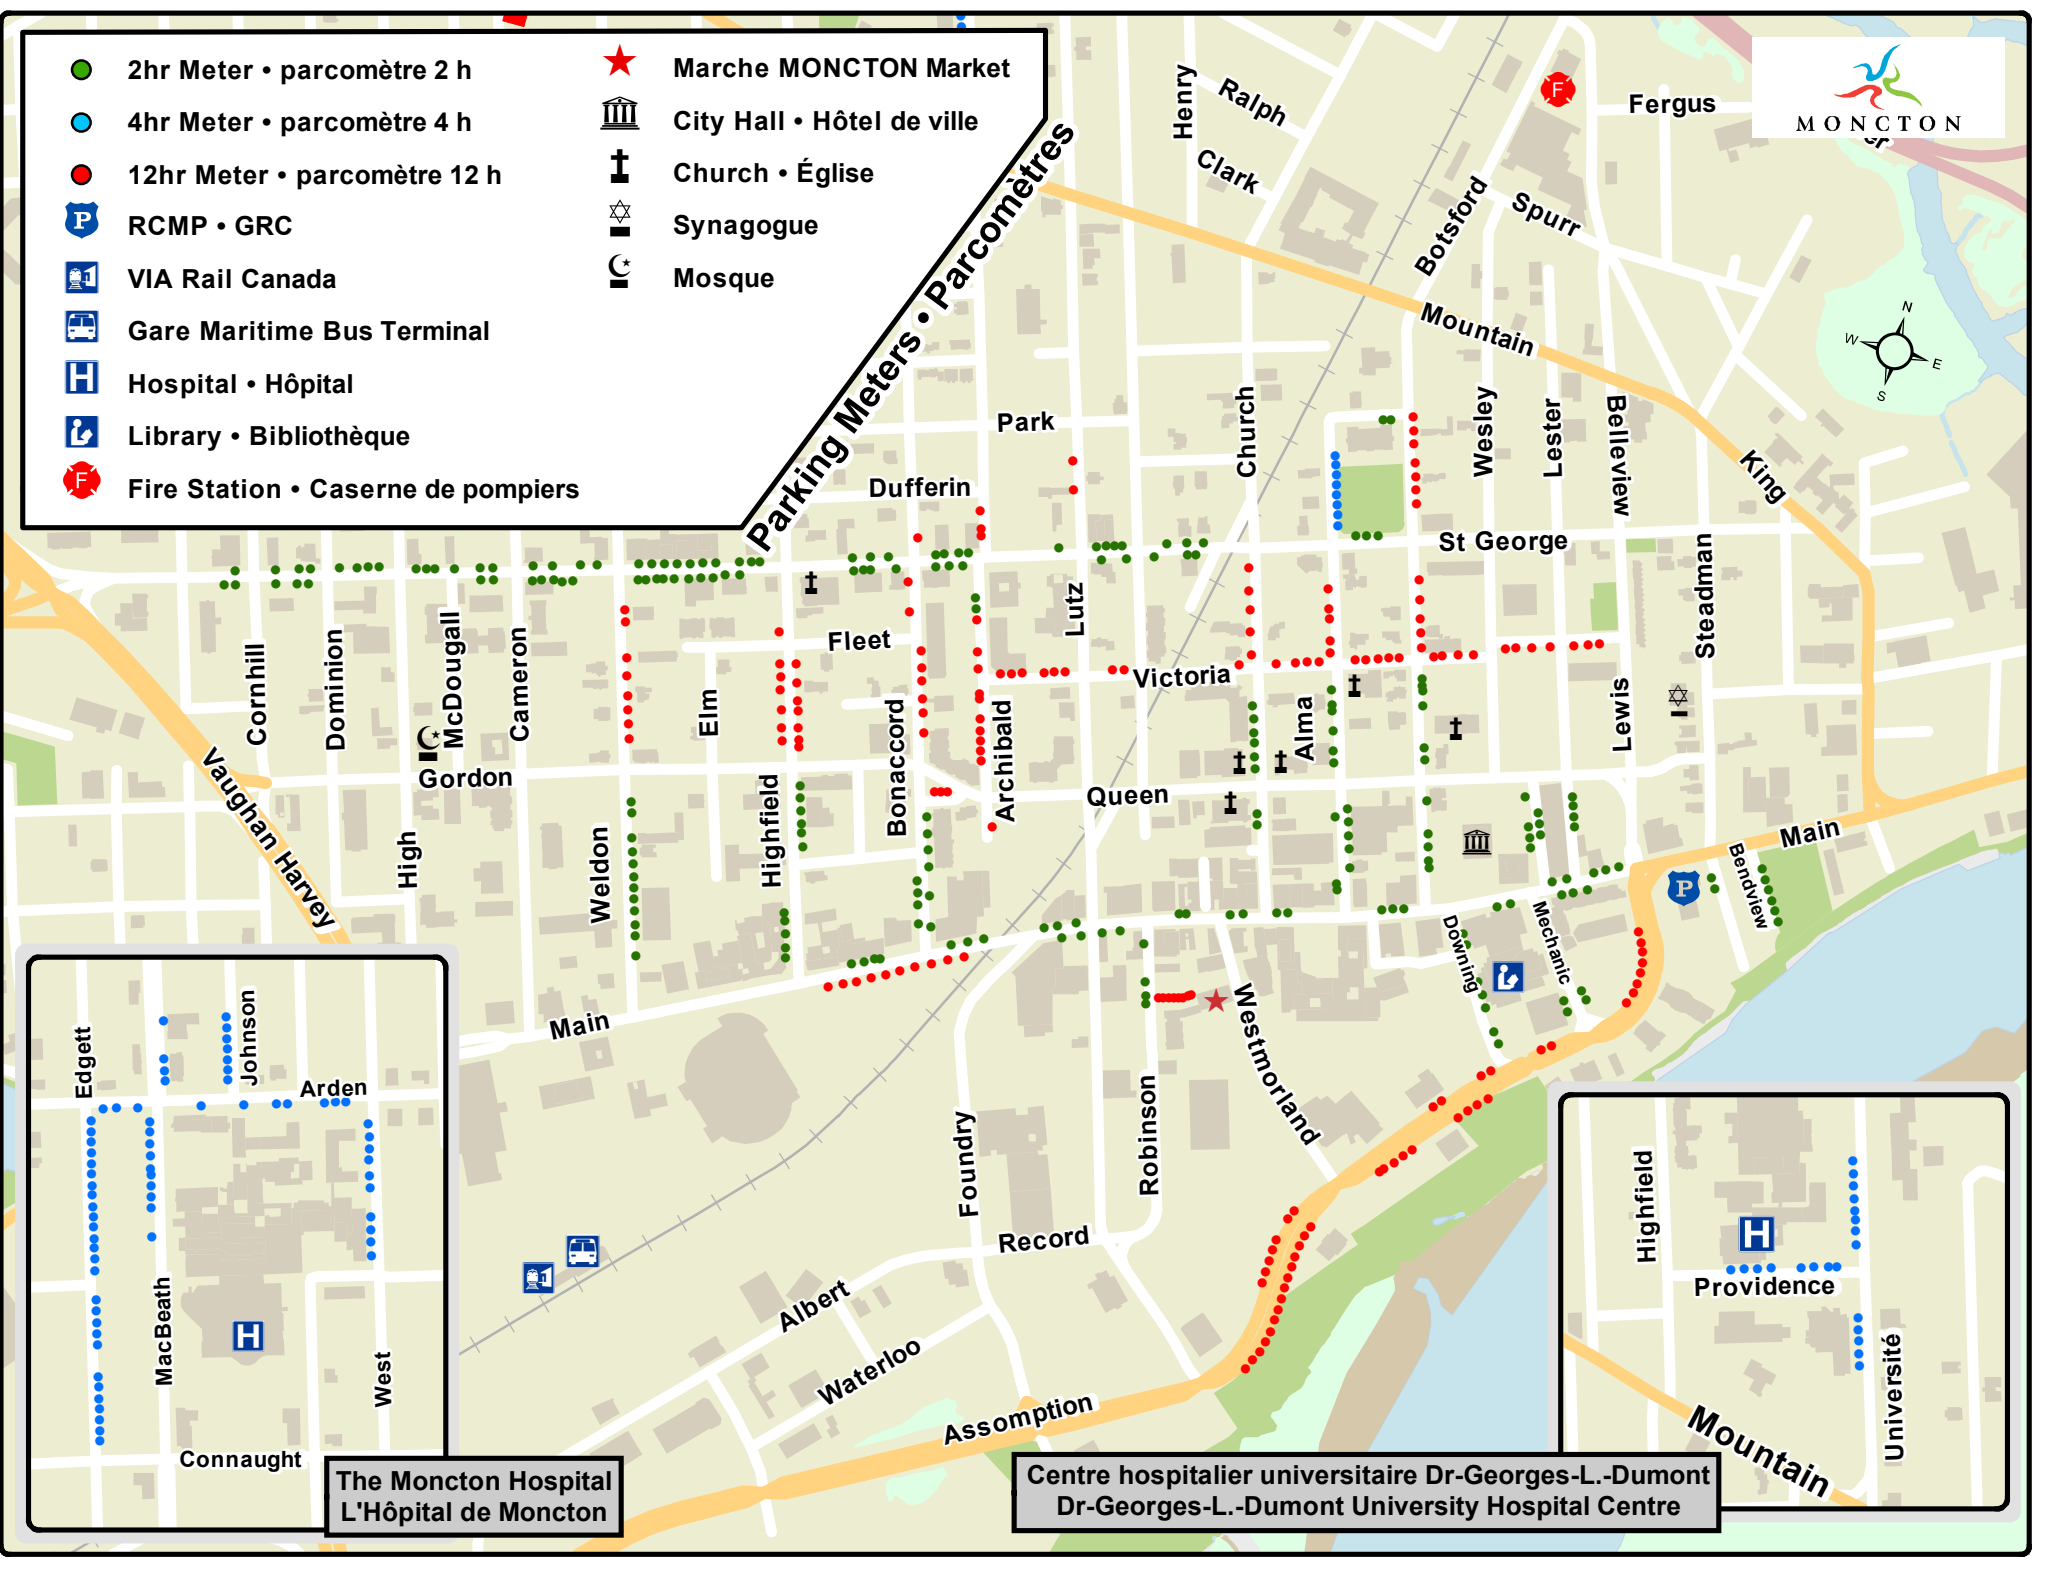 2hr Meter • parcomètre 2 h
4hr Meter • parcomètre 4 h
12hr Meter • parcomètre 12 h
P
RCMP • GRC
VIA Rail Canada
Gare Maritime Bus Terminal
H
Hospital • Hôpital
Library • Bibliothèque
F
Fire Station • Caserne de pompiers
Marche MONCTON Market
City Hall • Hôtel de ville
Church • Église
Synagogue
Mosque
Parking Meters • Parcomètres
MONCTON
N
W
E
S
F
Henry
Ralph
Clark
Fergus
Botsford
Spurr
Mountain
King
Park
Dufferin
Church
Wesley
Lester
Belleview
St George
Steadman
Lutz
Fleet
Victoria
Cornhill
Dominion
McDougall
Cameron
Elm
Bonaccord
Archibald
Alma
Lewis
Gordon
Queen
Vaughan Harvey
High
Weldon
Highfield
Main
Bendview
P
Downing
Mechanic
Main
Westmorland
Foundry
Robinson
Record
Albert
Waterloo
Assomption
Edgett
Johnson
Arden
MacBeath
H
West
Connaught
The Moncton Hospital
L'Hôpital de Moncton
Highfield
H
Providence
Université
Mountain
Centre hospitalier universitaire Dr-Georges-L.-Dumont
Dr-Georges-L.-Dumont University Hospital Centre